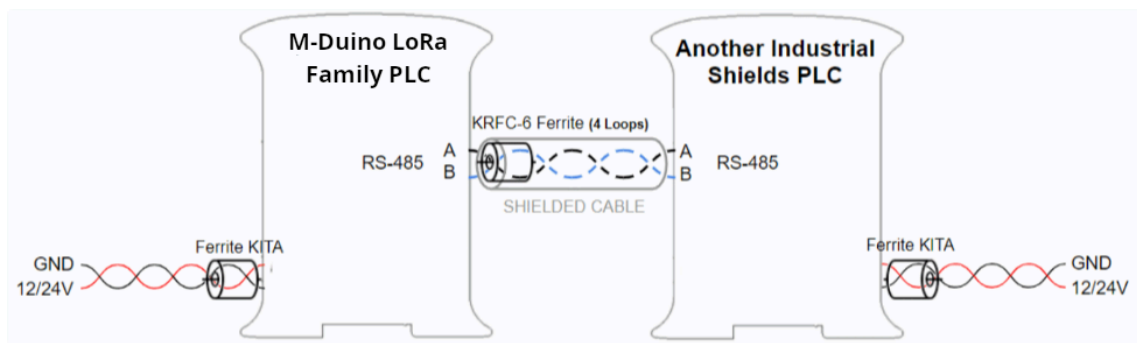 M-Duino LoRa
Family PLC
Another Industrial
Shields PLC
KRFC-6 Ferrite (4 Loops)
RS-485
A
B
A
B
RS-485
SHIELDED CABLE
Ferrite KITA
GND
12/24V
Ferrite KITA
GND
12/24V